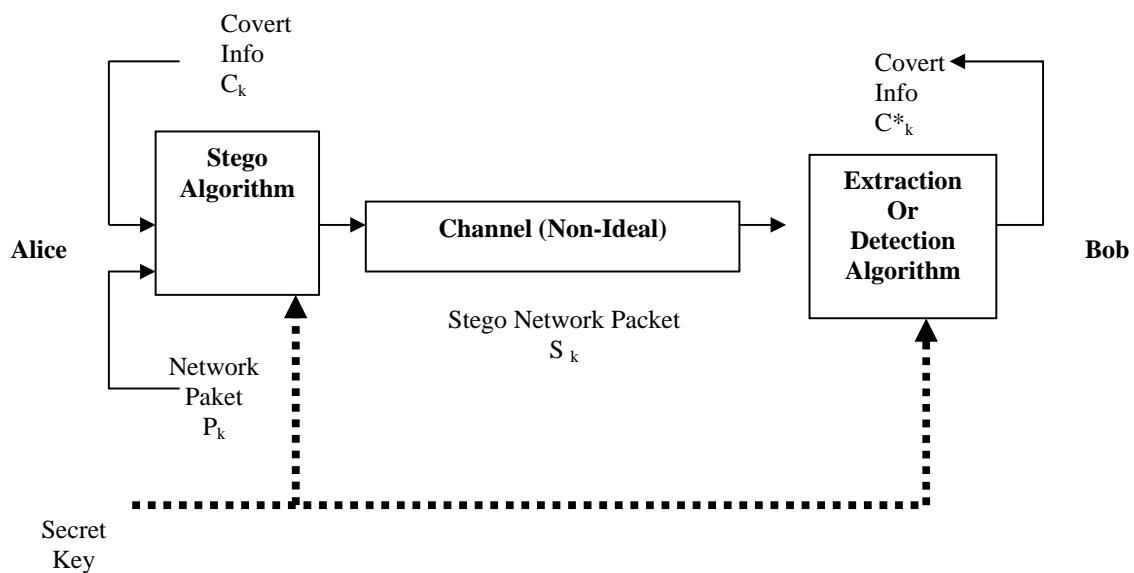 Covert
Info
Cₖ
Covert
Info
C*ₖ
Stego
Algorithm
Extraction
Or
Detection
Algorithm
Channel (Non-Ideal)
Alice
Bob
Stego Network Packet
S ₖ
Network
Paket
Pₖ
Secret
Key